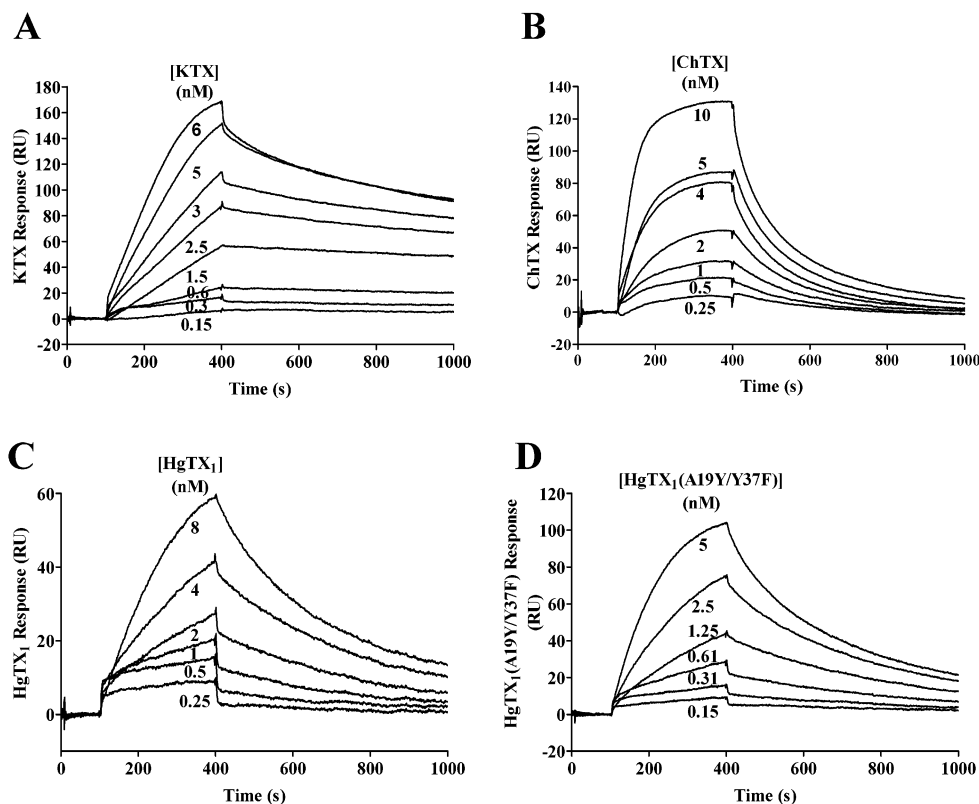 A
[KTX]
(nM)
KTX Response (RU)
180
160
140
120
100
80
60
40
20
0
-20
6
5
3
2.5
1.5
0.6
0.3
0.15
0 200 400 600 800 1000
Time (s)
B
[ChTX]
(nM)
ChTX Response (RU)
140
120
100
80
60
40
20
0
-20
10
5
4
2
1
0.5
0.25
0 200 400 600 800 1000
Time (s)
C
[HgTX₁]
(nM)
HgTX₁ Response (RU)
60
40
20
0
8
4
2
1
0.5
0.25
0 200 400 600 800 1000
Time (s)
D
[HgTX₁(A19Y/Y37F)]
(nM)
HgTX₁(A19Y/Y37F) Response
(RU)
120
100
80
60
40
20
0
-20
5
2.5
1.25
0.61
0.31
0.15
0 200 400 600 800 1000
Time (s)